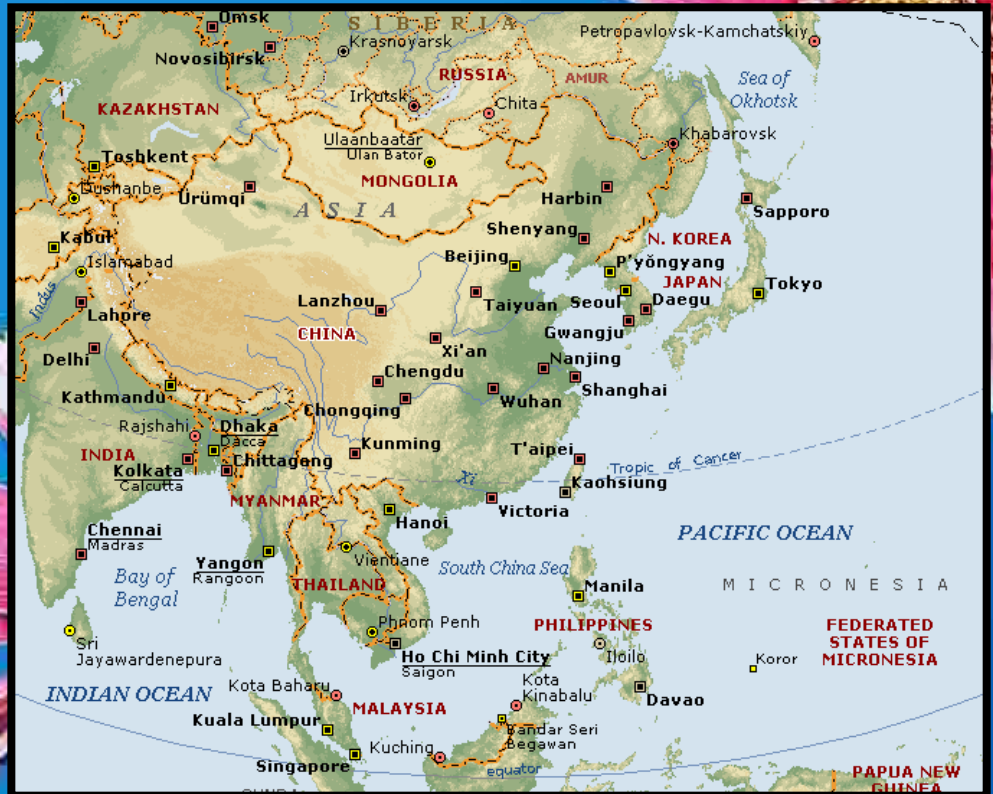 Omsk
SIBERIA
Krasnoyarsk
Petropavlovsk-Kamchatskiy
Novosibirsk
RUSSIA
AMUR
Sea of
Okhotsk
KAZAKHSTAN
Irkutsk
Chita
Ulaanbaatar
Ulan Bator
Khabarovsk
Toshkent
MONGOLIA
Dushanbe
Ürümqi
ASIA
Harbin
Sapporo
Kabul
Shenyang
N. KOREA
Islamabad
Beijing
P'yŏngyang
JAPAN
Indus
Lahore
Lanzhou
Taiyuan
Seoul
Daegu
Tokyo
CHINA
Gwangju
Delhi
Xi'an
Nanjing
Kathmandu
Chengdu
Shanghai
Chongqing
Wuhan
Rajshahi
Dhaka
Dacca
Kunming
T'aipei
INDIA
Chittagong
Tropic of Cancer
Kolkata
Calcutta
Xi
Kaohsiung
MYANMAR
Victoria
Hanoi
Chennai
Madras
PACIFIC OCEAN
Yangon
Rangoon
Vientiane
South China Sea
Bay of
Bengal
THAILAND
Manila
MICRONESIA
Phnom Penh
PHILIPPINES
FEDERATED
STATES OF
MICRONESIA
Sri
Jayawardenepura
Ho Chi Minh City
Saigon
Iloilo
Koror
INDIAN OCEAN
Kota Baharu
Kota
Kinabalu
Davao
MALAYSIA
Kuala Lumpur
Bandar Seri
Begawan
Kuching
Singapore
equator
PAPUA NEW
GUINEA